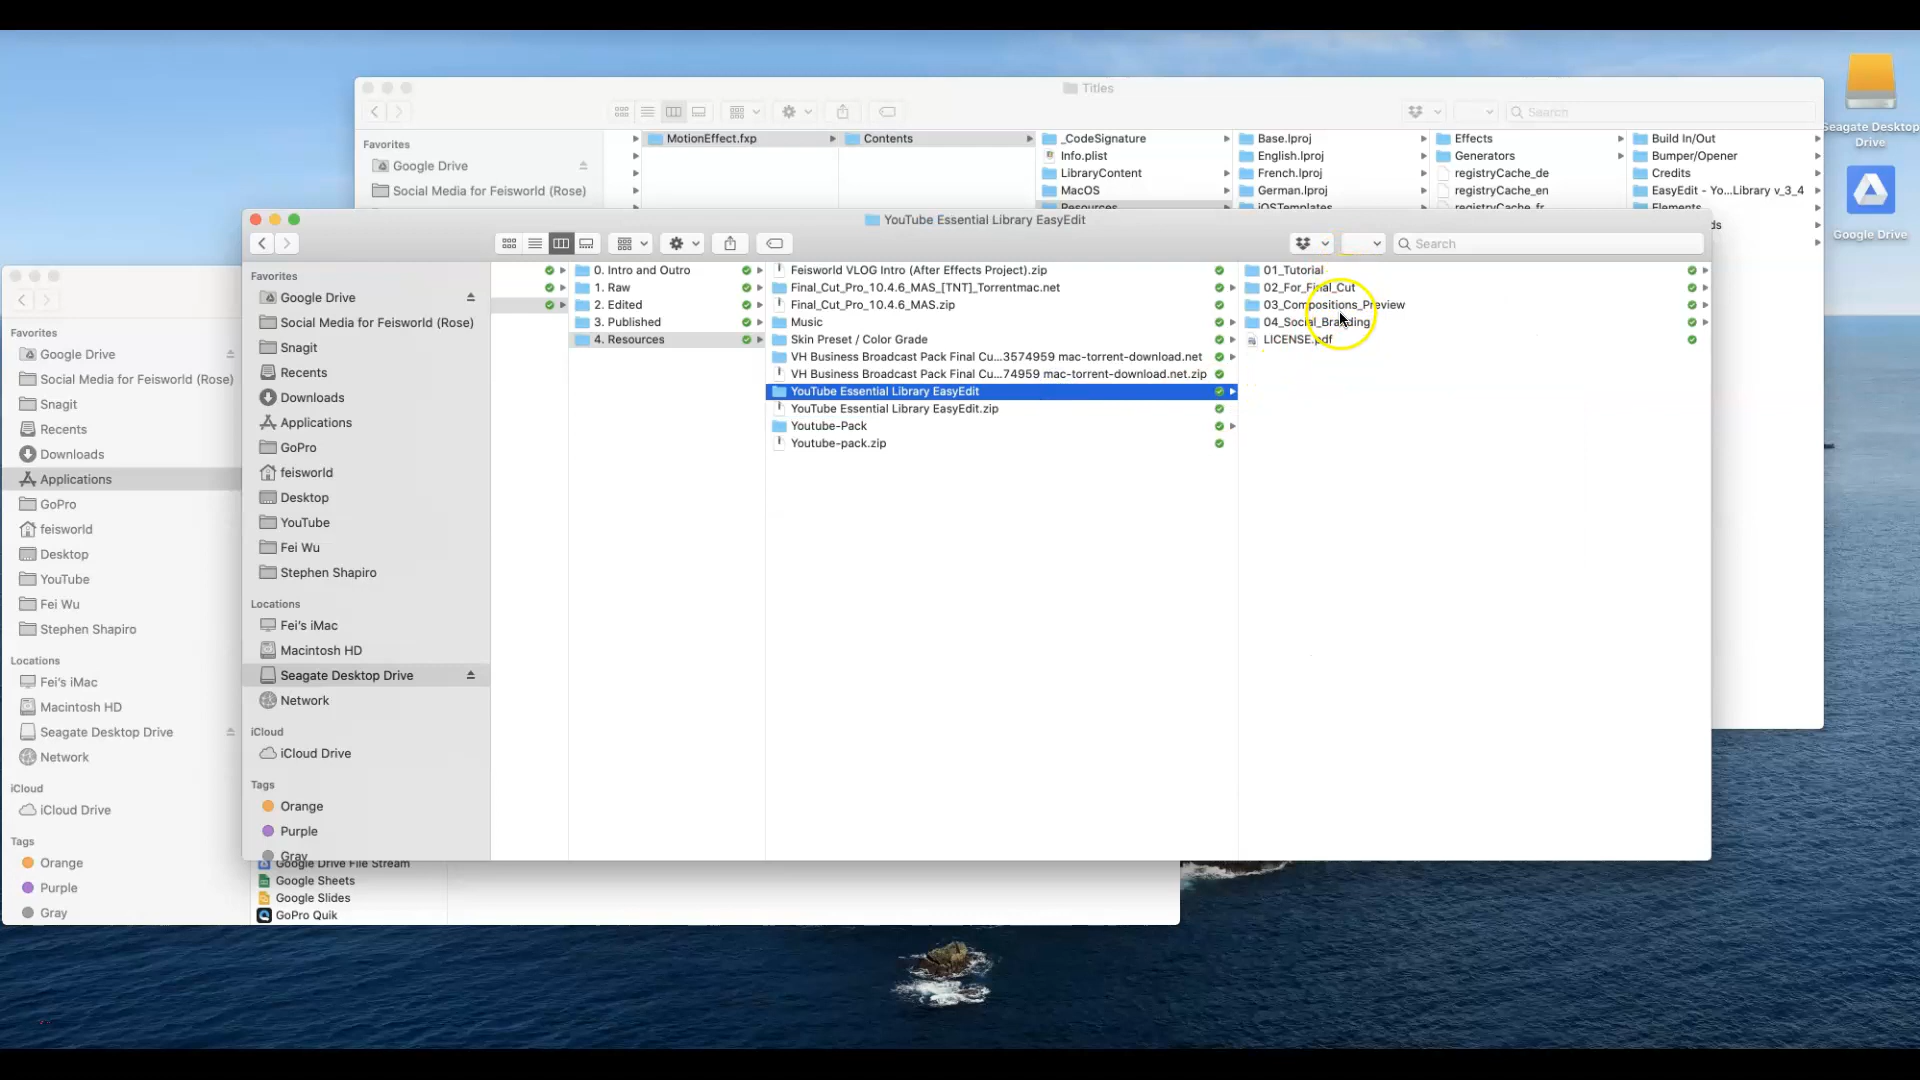 Titles
Search
Favorites
Google Drive
Social Media for Feisworld (Rose)
MotionEffect.fxp
Contents
_CodeSignature
Info.plist
LibraryContent
MacOS
Resources
Base.lproj
English.lproj
French.lproj
German.lproj
iOSTemplates
Effects
Generators
registryCache_de
registryCache_en
registryCache_fr
Build In/Out
Bumper/Opener
Credits
EasyEdit - Yo...Library v_3_4
Elements
Seagate Desktop
Drive
Google Drive
YouTube Essential Library EasyEdit
Search
Favorites
Google Drive
Social Media for Feisworld (Rose)
Snagit
Recents
Downloads
Applications
GoPro
feisworld
Desktop
YouTube
Fei Wu
Stephen Shapiro
Locations
Fei's iMac
Macintosh HD
Seagate Desktop Drive
Network
iCloud
iCloud Drive
Tags
Orange
Purple
Gray
0. Intro and Outro
1. Raw
2. Edited
3. Published
4. Resources
Feisworld VLOG Intro (After Effects Project).zip
Final_Cut_Pro_10.4.6_MAS_[TNT]_Torrentmac.net
Final_Cut_Pro_10.4.6_MAS.zip
Music
Skin Preset / Color Grade
VH Business Broadcast Pack Final Cu...3574959 mac-torrent-download.net
VH Business Broadcast Pack Final Cu...74959 mac-torrent-download.net.zip
YouTube Essential Library EasyEdit
YouTube Essential Library EasyEdit.zip
Youtube-Pack
Youtube-pack.zip
01_Tutorial
02_For_Final_Cut
03_Compositions_Preview
04_Social_Branding
LICENSE.pdf
Favorites
Google Drive
Social Media for Feisworld (Rose)
Snagit
Recents
Downloads
Applications
GoPro
feisworld
Desktop
YouTube
Fei Wu
Stephen Shapiro
Locations
Fei's iMac
Macintosh HD
Seagate Desktop Drive
Network
iCloud
iCloud Drive
Tags
Orange
Purple
Gray
Google Drive File Stream
Google Sheets
Google Slides
GoPro Quik